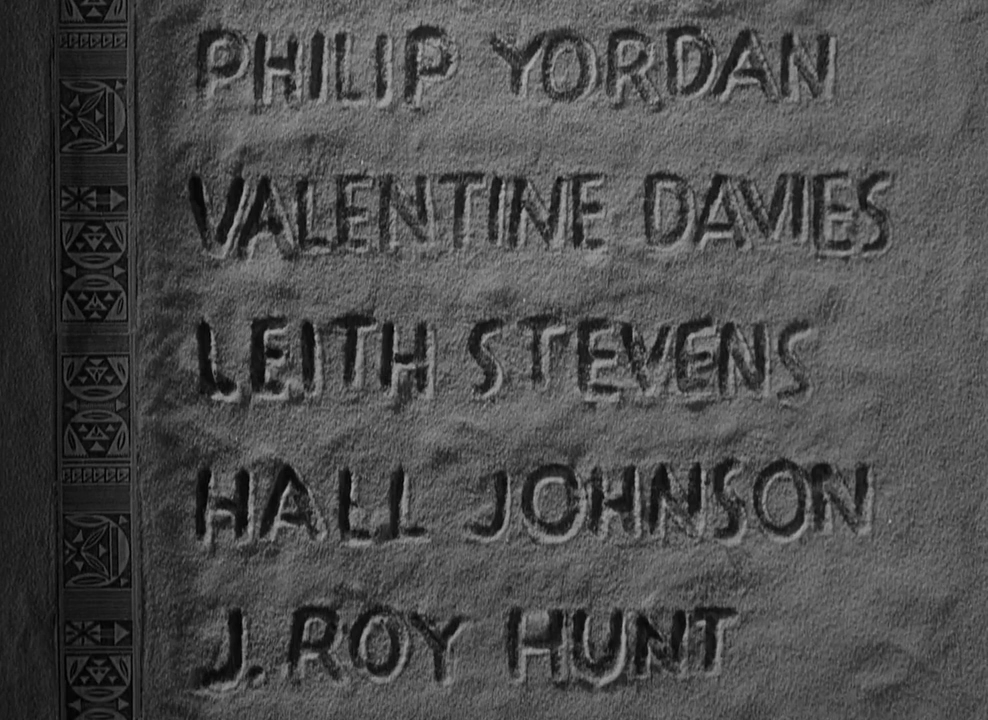 PHILIP YORDAN
VALENTINE DAVIES
LEITH STEVENS
HALL JOHNSON
J. ROY HUNT